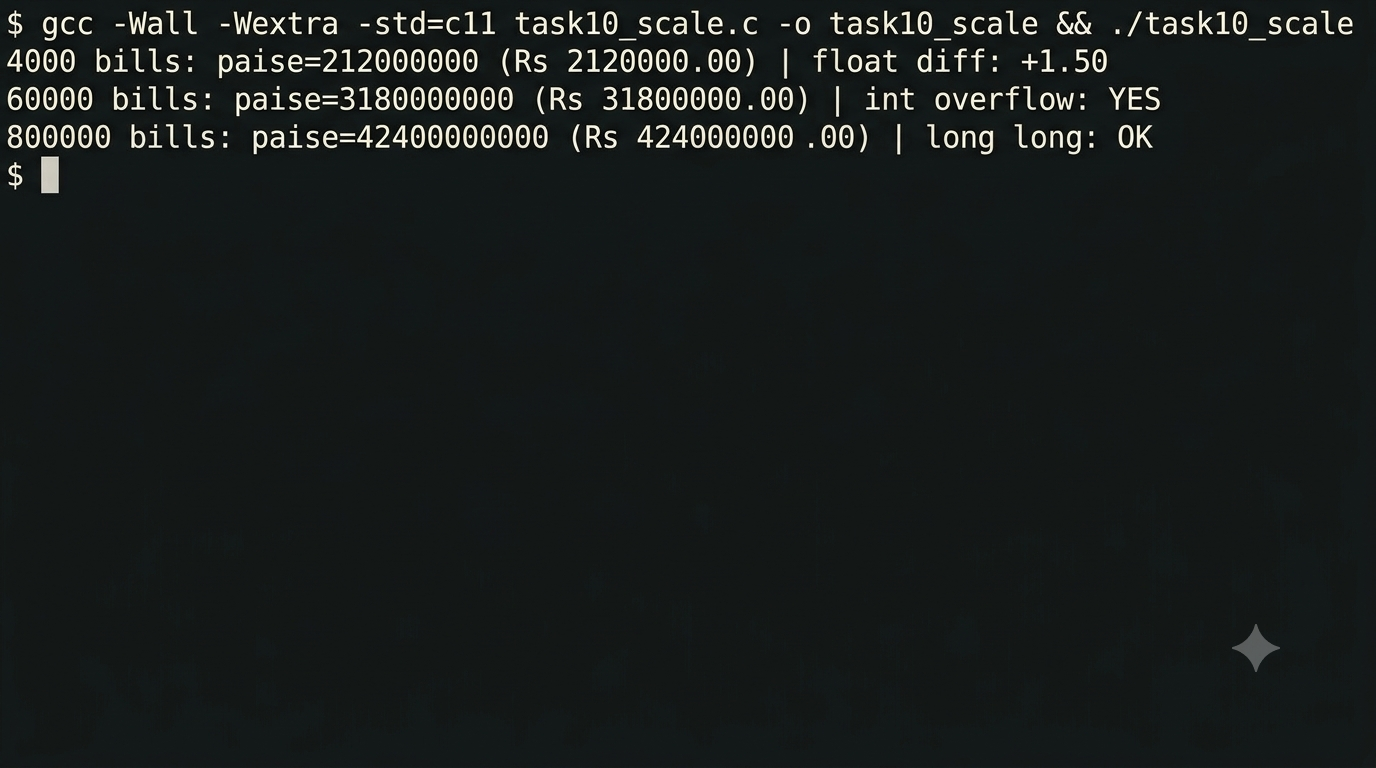 $ gcc -Wall -Wextra -std=c11 task10_scale.c -o task10_scale && ./task10_scale
4000 bills: paise=212000000 (Rs 2120000.00) | float diff: +1.50
60000 bills: paise=3180000000 (Rs 31800000.00) | int overflow: YES
800000 bills: paise=42400000000 (Rs 424000000.00) | long long: OK
$